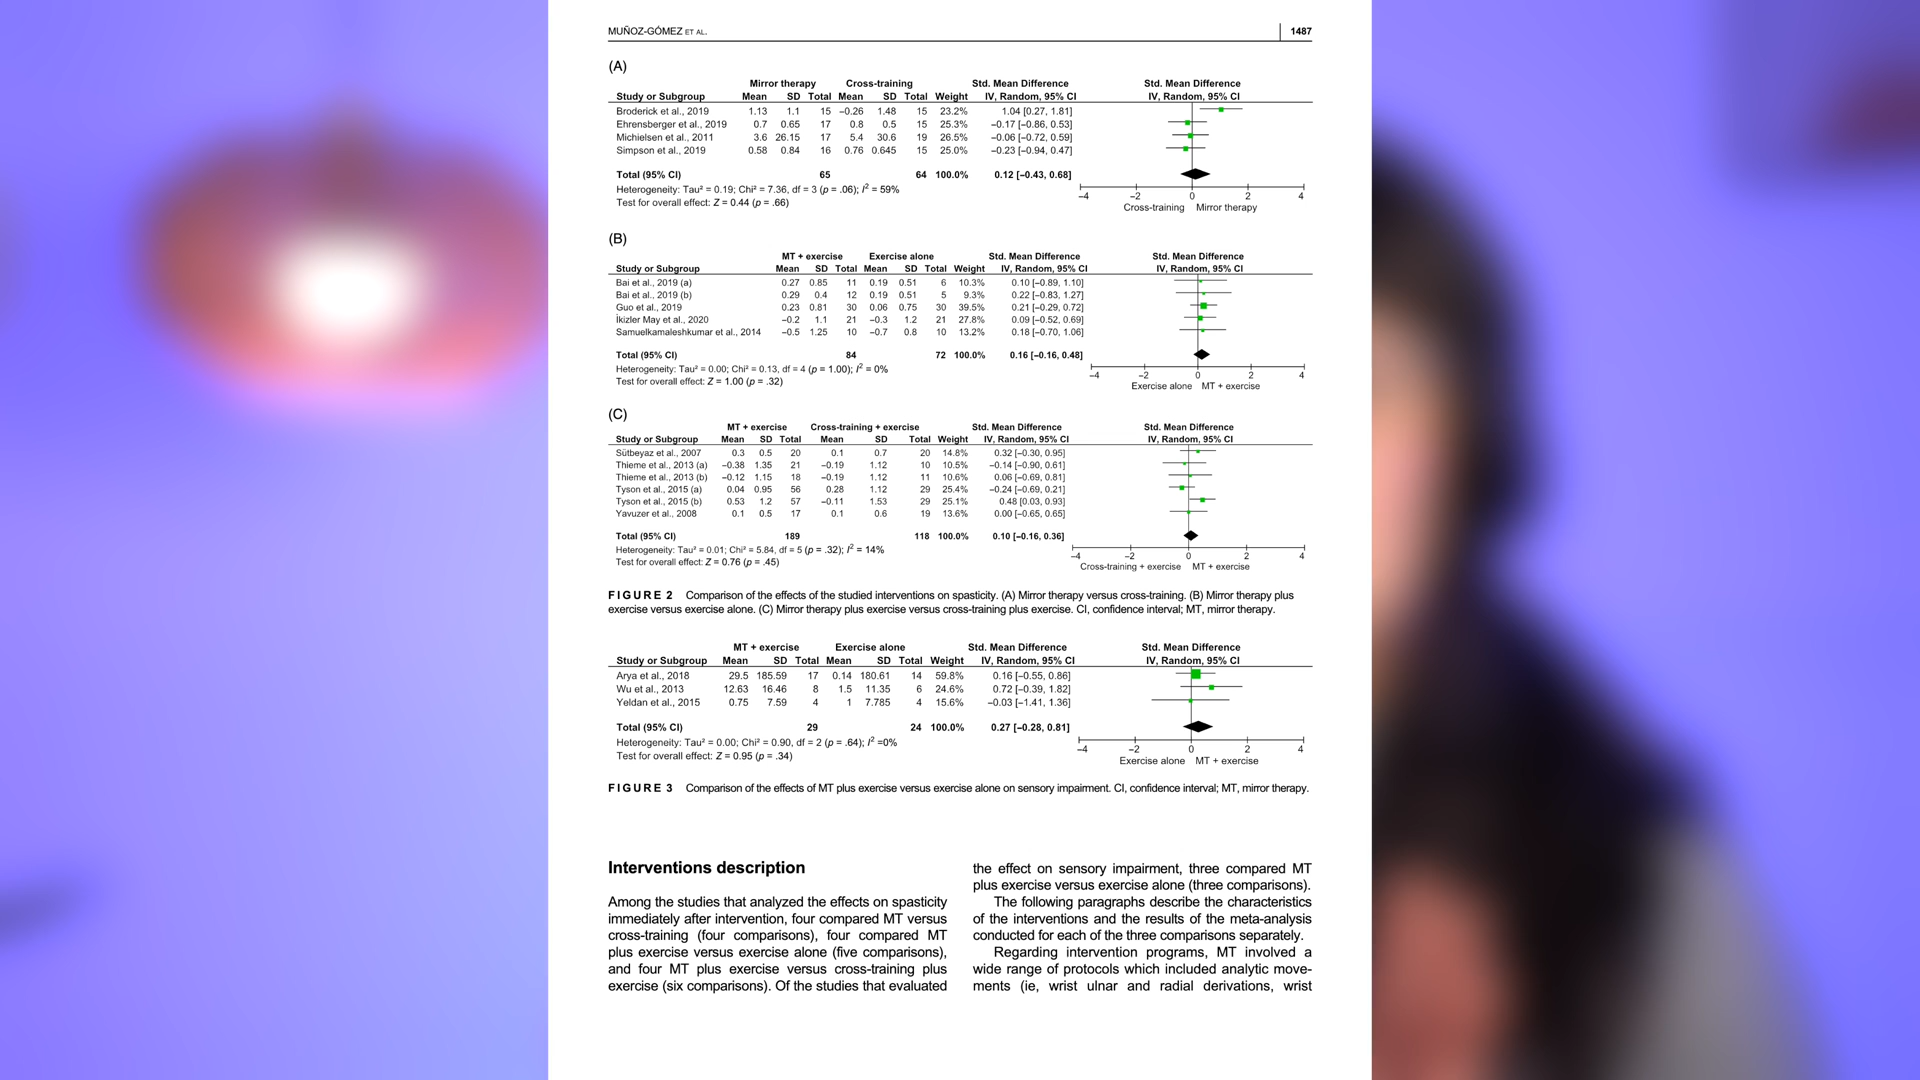 MUÑOZ-GÓMEZ ET AL. 1487
(A)
Mirror therapy Cross-training Std. Mean Difference Std. Mean Difference
Study or Subgroup Mean SD Total Mean SD Total Weight IV, Random, 95% CI IV, Random, 95% CI
Broderick et al., 2019 1.13 1.1 15 −0.26 1.48 15 23.2% 1.04 [0.27, 1.81]
Ehrensberger et al., 2019 0.7 0.65 17 0.8 0.5 15 25.3% −0.17 [−0.86, 0.53]
Michielsen et al., 2011 3.6 26.15 17 5.4 30.6 19 26.5% −0.06 [−0.72, 0.59]
Simpson et al., 2019 0.58 0.84 16 0.76 0.645 15 25.0% −0.23 [−0.94, 0.47]
Total (95% CI) 65 64 100.0% 0.12 [−0.43, 0.68]
Heterogeneity: Tau² = 0.19; Chi² = 7.36, df = 3 (p = .06); I² = 59%
Test for overall effect: Z = 0.44 (p = .66)
−4 −2 0 2 4
Cross-training Mirror therapy
(B)
MT + exercise Exercise alone Std. Mean Difference Std. Mean Difference
Study or Subgroup Mean SD Total Mean SD Total Weight IV, Random, 95% CI IV, Random, 95% CI
Bai et al., 2019 (a) 0.27 0.85 11 0.19 0.51 6 10.3% 0.10 [−0.89, 1.10]
Bai et al., 2019 (b) 0.29 0.4 12 0.19 0.51 5 9.3% 0.22 [−0.83, 1.27]
Guo et al., 2019 0.23 0.81 30 0.06 0.75 30 39.5% 0.21 [−0.29, 0.72]
İkizler May et al., 2020 −0.2 1.1 21 −0.3 1.2 21 27.8% 0.09 [−0.52, 0.69]
Samuelkamaleshkumar et al., 2014 −0.5 1.25 10 −0.7 0.8 10 13.2% 0.18 [−0.70, 1.06]
Total (95% CI) 84 72 100.0% 0.16 [−0.16, 0.48]
Heterogeneity: Tau² = 0.00; Chi² = 0.13, df = 4 (p = 1.00); I² = 0%
Test for overall effect: Z = 1.00 (p = .32)
−4 −2 0 2 4
Exercise alone MT + exercise
(C)
MT + exercise Cross-training + exercise Std. Mean Difference Std. Mean Difference
Study or Subgroup Mean SD Total Mean SD Total Weight IV, Random, 95% CI IV, Random, 95% CI
Sütbeyaz et al., 2007 0.3 0.5 20 0.1 0.7 20 14.8% 0.32 [−0.30, 0.95]
Thieme et al., 2013 (a) −0.38 1.35 21 −0.19 1.12 10 10.5% −0.14 [−0.90, 0.61]
Thieme et al., 2013 (b) −0.12 1.15 18 −0.19 1.12 11 10.6% 0.06 [−0.69, 0.81]
Tyson et al., 2015 (a) 0.04 0.95 56 0.28 1.12 29 25.4% −0.24 [−0.69, 0.21]
Tyson et al., 2015 (b) 0.53 1.2 57 −0.11 1.53 29 25.1% 0.48 [0.03, 0.93]
Yavuzer et al., 2008 0.1 0.5 17 0.1 0.6 19 13.6% 0.00 [−0.65, 0.65]
Total (95% CI) 189 118 100.0% 0.10 [−0.16, 0.36]
Heterogeneity: Tau² = 0.01; Chi² = 5.84, df = 5 (p = .32); I² = 14%
Test for overall effect: Z = 0.76 (p = .45)
−4 −2 0 2 4
Cross-training + exercise MT + exercise
FIGURE 2 Comparison of the effects of the studied interventions on spasticity. (A) Mirror therapy versus cross-training. (B) Mirror therapy plus
exercise versus exercise alone. (C) Mirror therapy plus exercise versus cross-training plus exercise. CI, confidence interval; MT, mirror therapy.
MT + exercise Exercise alone Std. Mean Difference Std. Mean Difference
Study or Subgroup Mean SD Total Mean SD Total Weight IV, Random, 95% CI IV, Random, 95% CI
Arya et al., 2018 29.5 185.59 17 0.14 180.61 14 59.8% 0.16 [−0.55, 0.86]
Wu et al., 2013 12.63 16.46 8 1.5 11.35 6 24.6% 0.72 [−0.39, 1.82]
Yeldan et al., 2015 0.75 7.59 4 1 7.785 4 15.6% −0.03 [−1.41, 1.36]
Total (95% CI) 29 24 100.0% 0.27 [−0.28, 0.81]
Heterogeneity: Tau² = 0.00; Chi² = 0.90, df = 2 (p = .64); I² =0%
Test for overall effect: Z = 0.95 (p = .34)
−4 −2 0 2 4
Exercise alone MT + exercise
FIGURE 3 Comparison of the effects of MT plus exercise versus exercise alone on sensory impairment. CI, confidence interval; MT, mirror therapy.
Interventions description
Among the studies that analyzed the effects on spasticity
immediately after intervention, four compared MT versus
cross-training (four comparisons), four compared MT
plus exercise versus exercise alone (five comparisons),
and four MT plus exercise versus cross-training plus
exercise (six comparisons). Of the studies that evaluated
the effect on sensory impairment, three compared MT
plus exercise versus exercise alone (three comparisons).
The following paragraphs describe the characteristics
of the interventions and the results of the meta-analysis
conducted for each of the three comparisons separately.
Regarding intervention programs, MT involved a
wide range of protocols which included analytic move-
ments (ie, wrist ulnar and radial derivations, wrist